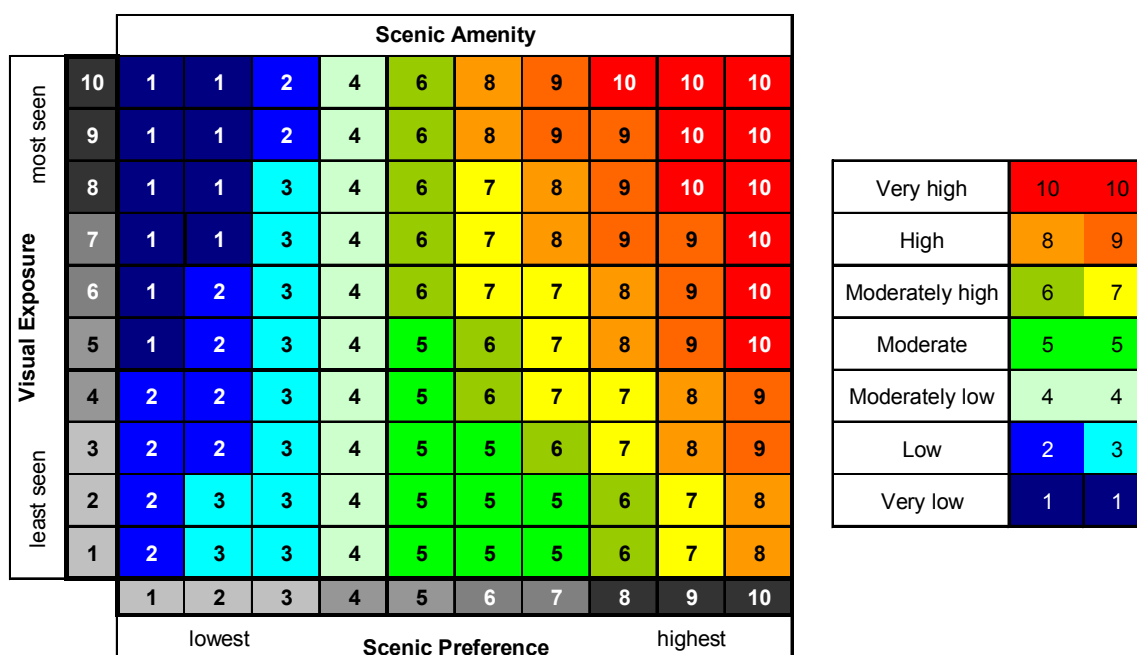 Scenic Amenity
most seen
Visual Exposure
least seen
10 1 1 2 4 6 8 9 10 10 10
9 1 1 2 4 6 8 9 9 10 10
8 1 1 3 4 6 7 8 9 10 10
7 1 1 3 4 6 7 8 9 9 10
6 1 2 3 4 6 7 7 8 9 10
5 1 2 3 4 5 6 7 8 9 10
4 2 2 3 4 5 6 7 7 8 9
3 2 2 3 4 5 5 6 7 8 9
2 2 3 3 4 5 5 5 6 7 8
1 2 3 3 4 5 5 5 6 7 8
1 2 3 4 5 6 7 8 9 10
lowest Scenic Preference highest
Very high 10 10
High 8 9
Moderately high 6 7
Moderate 5 5
Moderately low 4 4
Low 2 3
Very low 1 1